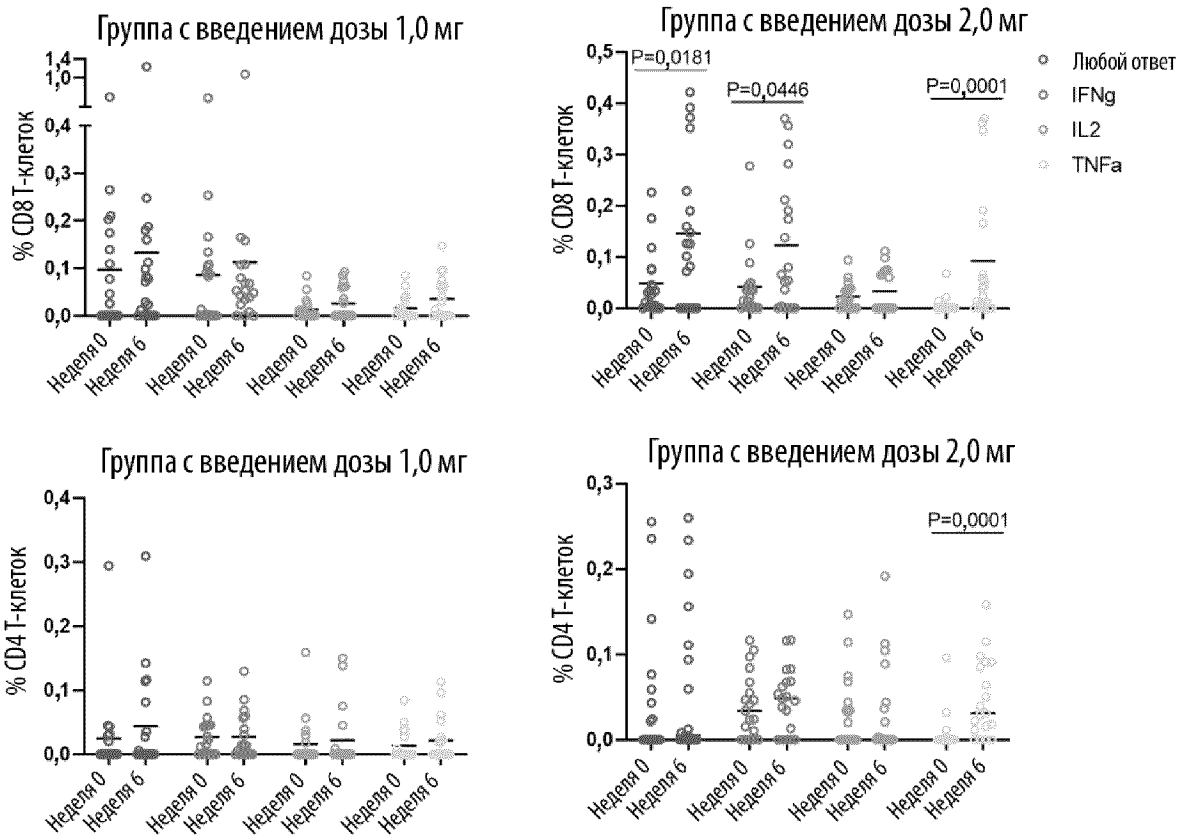 Группа с введением дозы 1,0 мг
% CD8 Т-клеток
1,4
1,0
0,4
0,3
0,2
0,1
0,0
Неделя 0
Неделя 6
Неделя 0
Неделя 6
Неделя 0
Неделя 6
Неделя 0
Неделя 6
Группа с введением дозы 2,0 мг
% CD8 Т-клеток
0,5
0,4
0,3
0,2
0,1
0,0
P=0,0181
P=0,0446
P=0,0001
Неделя 0
Неделя 6
Неделя 0
Неделя 6
Неделя 0
Неделя 6
Неделя 0
Неделя 6
Любой ответ
IFNg
IL2
TNFa
Группа с введением дозы 1,0 мг
% CD4 Т-клеток
0,4
0,3
0,2
0,1
0,0
Неделя 0
Неделя 6
Неделя 0
Неделя 6
Неделя 0
Неделя 6
Неделя 0
Неделя 6
Группа с введением дозы 2,0 мг
% CD4 Т-клеток
0,3
0,2
0,1
0,0
P=0,0001
Неделя 0
Неделя 6
Неделя 0
Неделя 6
Неделя 0
Неделя 6
Неделя 0
Неделя 6